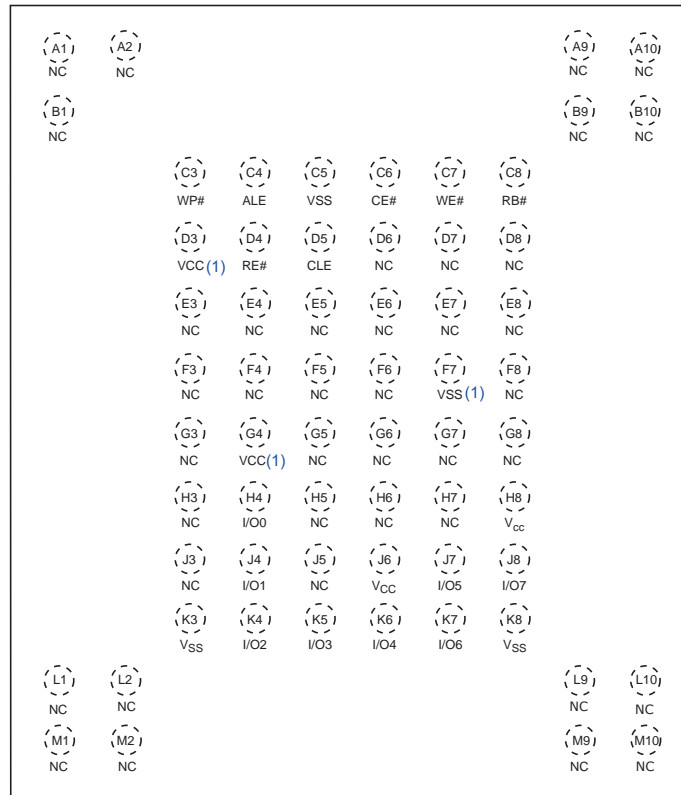 A1 A2 A9 A10
NC NC NC NC
B1 B9 B10
NC NC NC
C3 C4 C5 C6 C7 C8
WP# ALE VSS CE# WE# RB#
D3 D4 D5 D6 D7 D8
VCC(1) RE# CLE NC NC NC
E3 E4 E5 E6 E7 E8
NC NC NC NC NC NC
F3 F4 F5 F6 F7 F8
NC NC NC NC VSS(1) NC
G3 G4 G5 G6 G7 G8
NC VCC(1) NC NC NC NC
H3 H4 H5 H6 H7 H8
NC I/O0 NC NC NC Vcc
J3 J4 J5 J6 J7 J8
NC I/O1 NC VCC I/O5 I/O7
K3 K4 K5 K6 K7 K8
VSS I/O2 I/O3 I/O4 I/O6 VSS
L1 L2 L9 L10
NC NC NC NC
M1 M2 M9 M10
NC NC NC NC